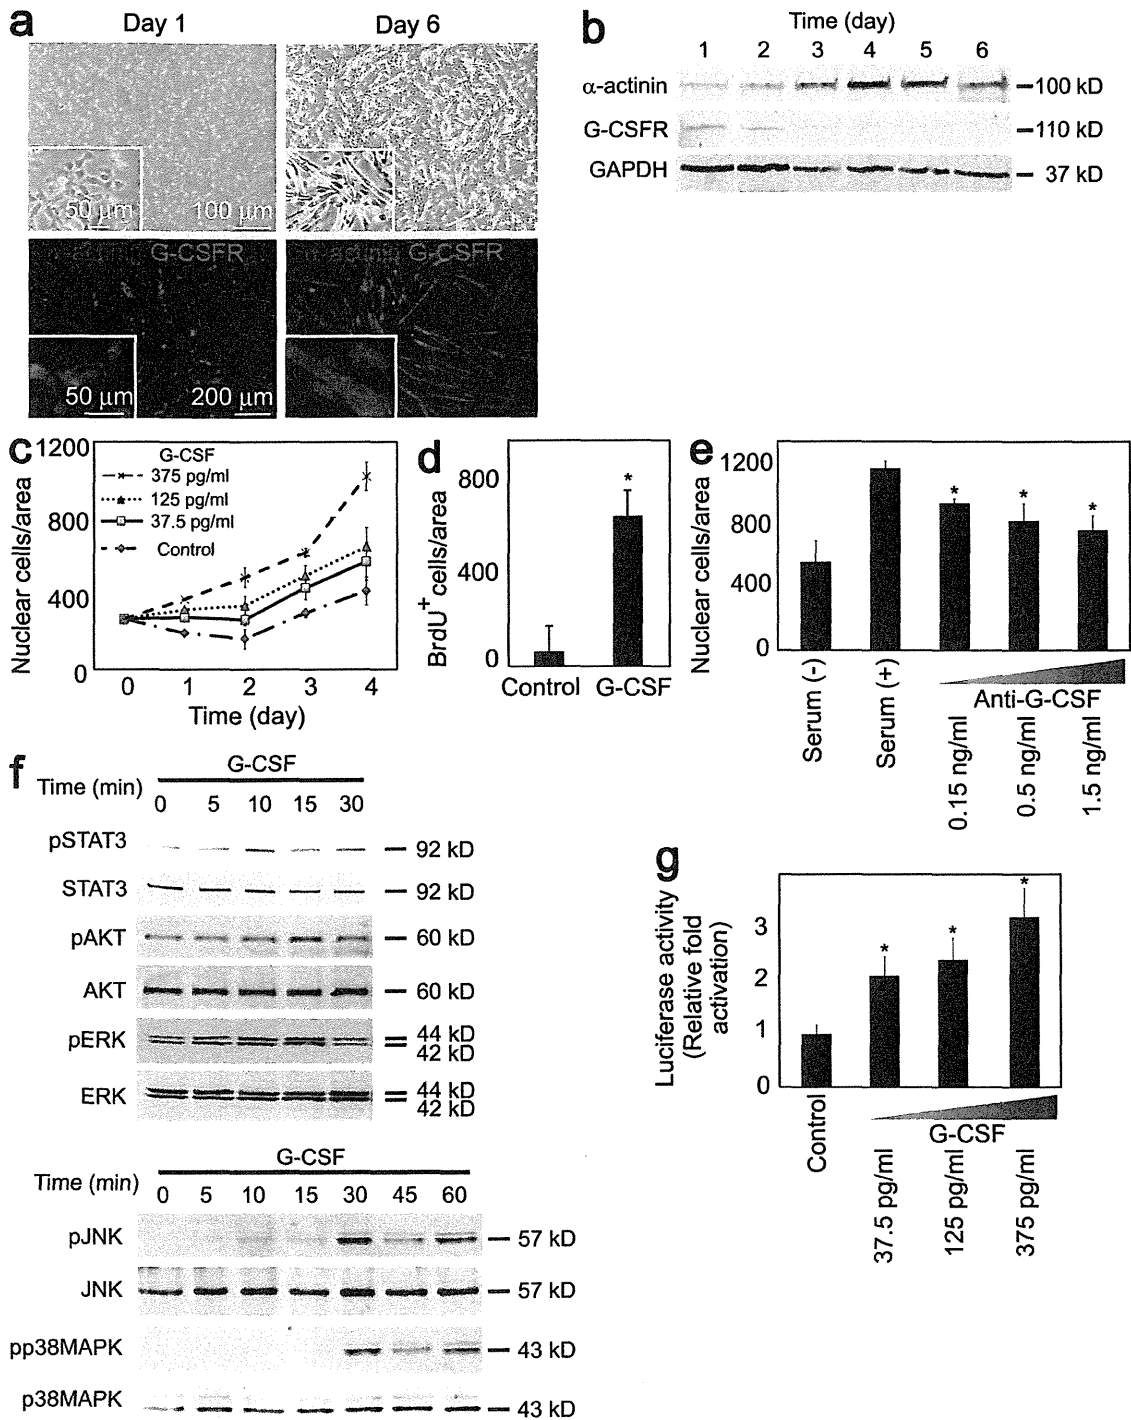 a
Day 1
Day 6
50 μm
100 μm
G-CSFR
actinin G-CSFR
50 μm
200 μm
b
Time (day)
1 2 3 4 5 6
α-actinin
100 kD
G-CSFR
110 kD
GAPDH
37 kD
c
Nuclear cells/area
1200
800
400
0
G-CSF
375 pg/ml
125 pg/ml
37.5 pg/ml
Control
0 1 2 3 4
Time (day)
d
BrdU+ cells/area
800
400
0
*
Control G-CSF
e
Nuclear cells/area
1200
800
400
0
* * *
Serum (-)
Serum (+)
Anti-G-CSF
0.15 ng/ml
0.5 ng/ml
1.5 ng/ml
f
G-CSF
Time (min)
0 5 10 15 30
pSTAT3
92 kD
STAT3
92 kD
pAKT
60 kD
AKT
60 kD
pERK
44 kD
42 kD
ERK
44 kD
42 kD
G-CSF
Time (min)
0 5 10 15 30 45 60
pJNK
57 kD
JNK
57 kD
pp38MAPK
43 kD
p38MAPK
43 kD
g
Luciferase activity
(Relative fold
activation)
3
2
1
0
* * *
Control
G-CSF
37.5 pg/ml
125 pg/ml
375 pg/ml